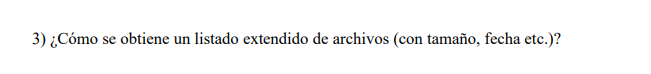 3) ¿Cómo se obtiene un listado extendido de archivos (con tamaño, fecha etc.)?